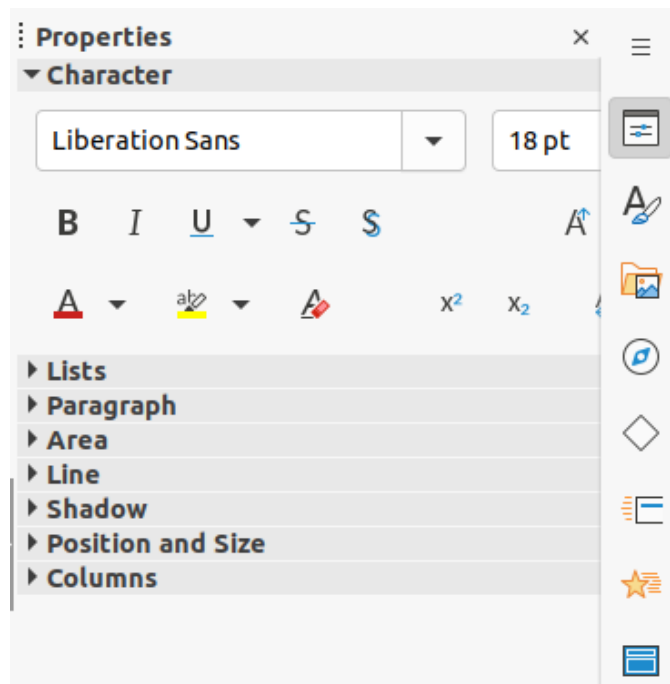 Properties
Character
Liberation Sans
18 pt
Lists
Paragraph
Area
Line
Shadow
Position and Size
Columns